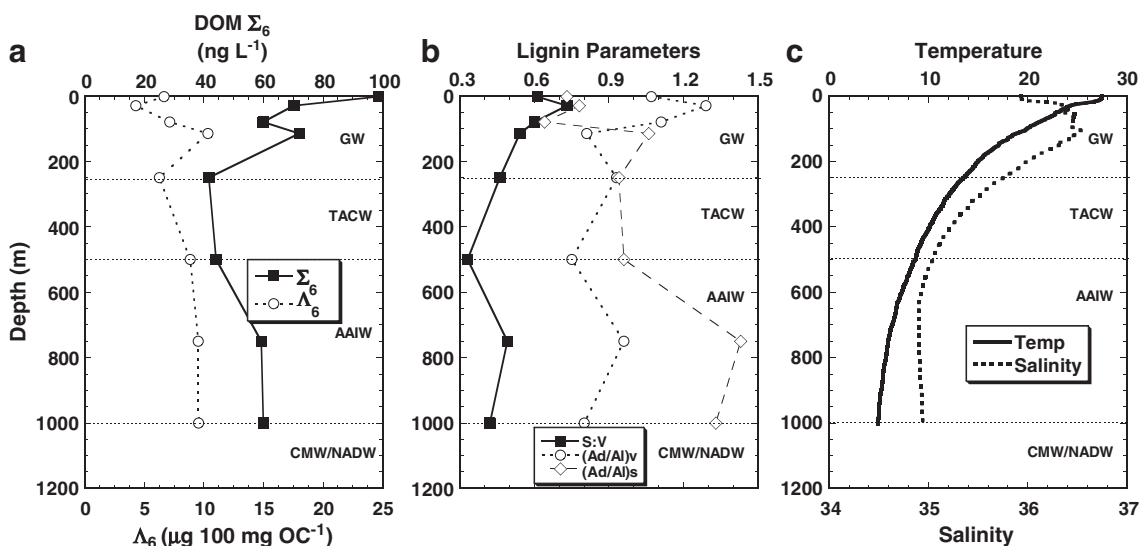 a
DOM Σ6
(ng L-1)
0 20 40 60 80 100
Depth (m)
0
200
400
600
800
1000
1200
GW
TACW
AAIW
CMW/NADW
Σ6
Λ6
0 5 10 15 20 25
Λ6 (µg 100 mg OC-1)
b
Lignin Parameters
0.3 0.6 0.9 1.2 1.5
GW
TACW
AAIW
CMW/NADW
S:V
(Ad/Al)v
(Ad/Al)s
c
Temperature
0 10 20 30
GW
TACW
AAIW
CMW/NADW
Temp
Salinity
34 35 36 37
Salinity